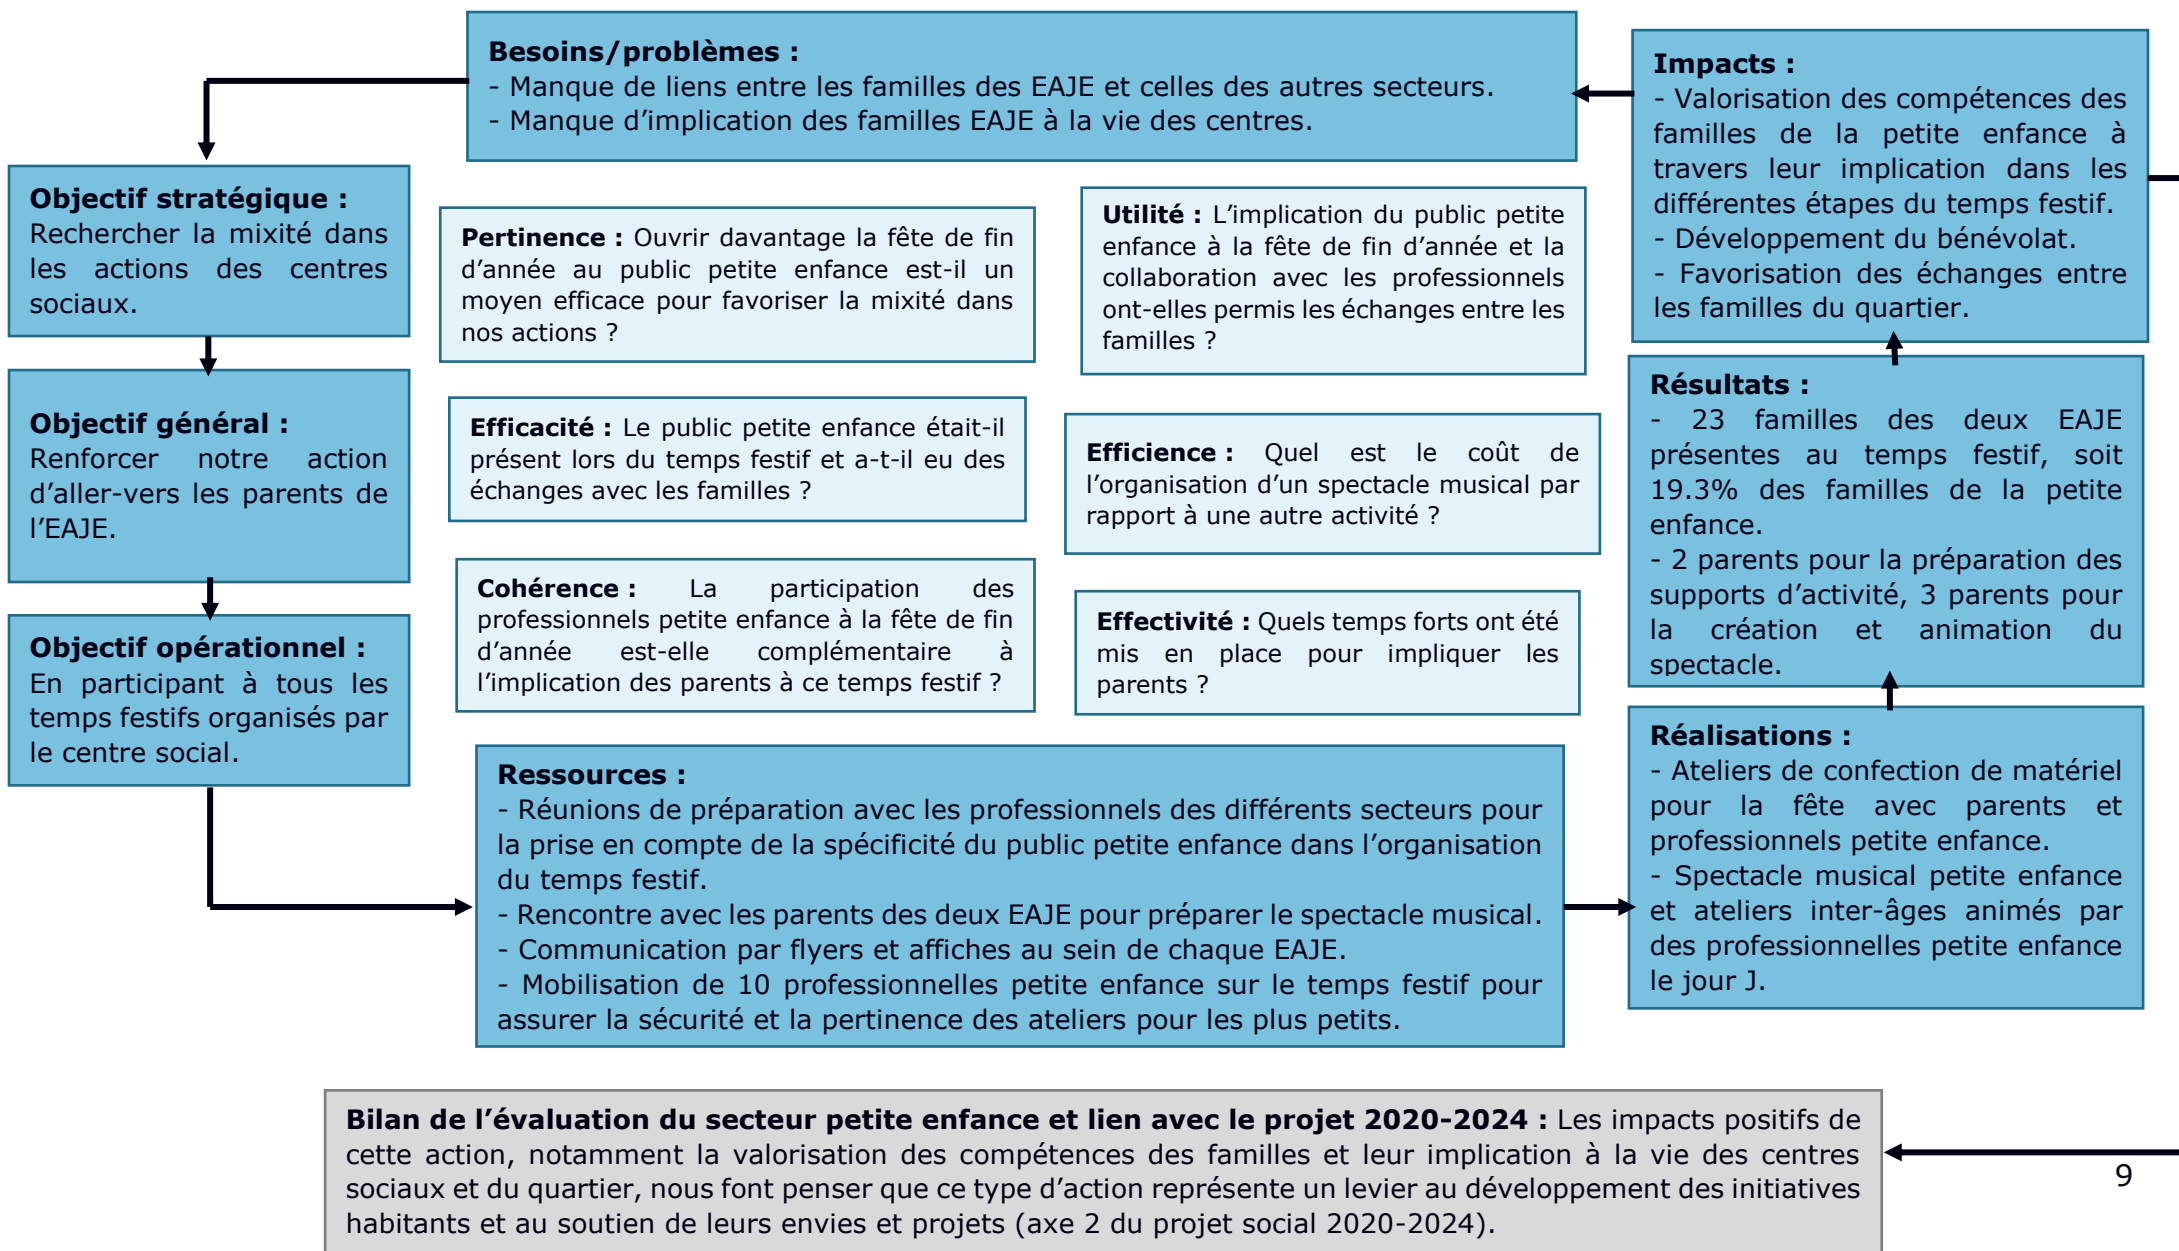 Besoins/problèmes :
- Manque de liens entre les familles des EAJE et celles des autres secteurs.
- Manque d’implication des familles EAJE à la vie des centres.
Objectif stratégique :
Rechercher la mixité dans
les actions des centres
sociaux.
Objectif général :
Renforcer notre action
d’aller-vers les parents de
l’EAJE.
Objectif opérationnel :
En participant à tous les
temps festifs organisés par
le centre social.
Pertinence : Ouvrir davantage la fête de fin
d’année au public petite enfance est-il un
moyen efficace pour favoriser la mixité dans
nos actions ?
Utilité : L’implication du public petite
enfance à la fête de fin d’année et la
collaboration avec les professionnels
ont-elles permis les échanges entre les
familles ?
Efficacité : Le public petite enfance était-il
présent lors du temps festif et a-t-il eu des
échanges avec les familles ?
Efficience : Quel est le coût de
l’organisation d’un spectacle musical par
rapport à une autre activité ?
Cohérence : La participation des
professionnels petite enfance à la fête de fin
d’année est-elle complémentaire à
l’implication des parents à ce temps festif ?
Effectivité : Quels temps forts ont été
mis en place pour impliquer les
parents ?
Ressources :
- Réunions de préparation avec les professionnels des différents secteurs pour
la prise en compte de la spécificité du public petite enfance dans l’organisation
du temps festif.
- Rencontre avec les parents des deux EAJE pour préparer le spectacle musical.
- Communication par flyers et affiches au sein de chaque EAJE.
- Mobilisation de 10 professionnelles petite enfance sur le temps festif pour
assurer la sécurité et la pertinence des ateliers pour les plus petits.
Impacts :
- Valorisation des compétences des
familles de la petite enfance à
travers leur implication dans les
différentes étapes du temps festif.
- Développement du bénévolat.
- Favorisation des échanges entre
les familles du quartier.
Résultats :
- 23 familles des deux EAJE
présentes au temps festif, soit
19.3% des familles de la petite
enfance.
- 2 parents pour la préparation des
supports d’activité, 3 parents pour
la création et animation du
spectacle.
Réalisations :
- Ateliers de confection de matériel
pour la fête avec parents et
professionnels petite enfance.
- Spectacle musical petite enfance
et ateliers inter-âges animés par
des professionnelles petite enfance
le jour J.
Bilan de l’évaluation du secteur petite enfance et lien avec le projet 2020-2024 : Les impacts positifs de
cette action, notamment la valorisation des compétences des familles et leur implication à la vie des centres
sociaux et du quartier, nous font penser que ce type d’action représente un levier au développement des initiatives
habitants et au soutien de leurs envies et projets (axe 2 du projet social 2020-2024).
9